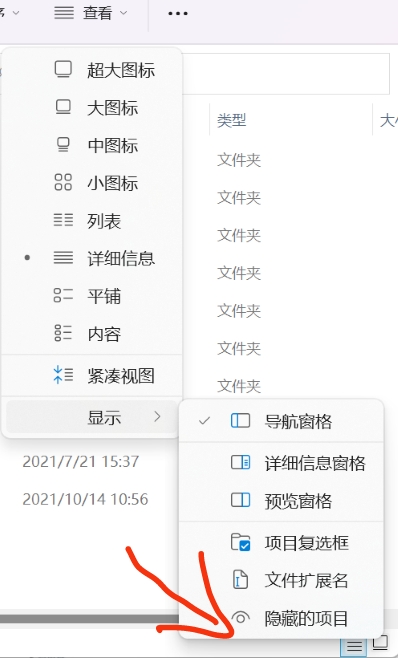 查看
超大图标
大图标
中图标
小图标
列表
详细信息
平铺
内容
紧凑视图
显示
类型
文件夹
文件夹
文件夹
文件夹
文件夹
文件夹
文件夹
2021/7/21 15:37
2021/10/14 10:56
导航窗格
详细信息窗格
预览窗格
项目复选框
文件扩展名
隐藏的项目